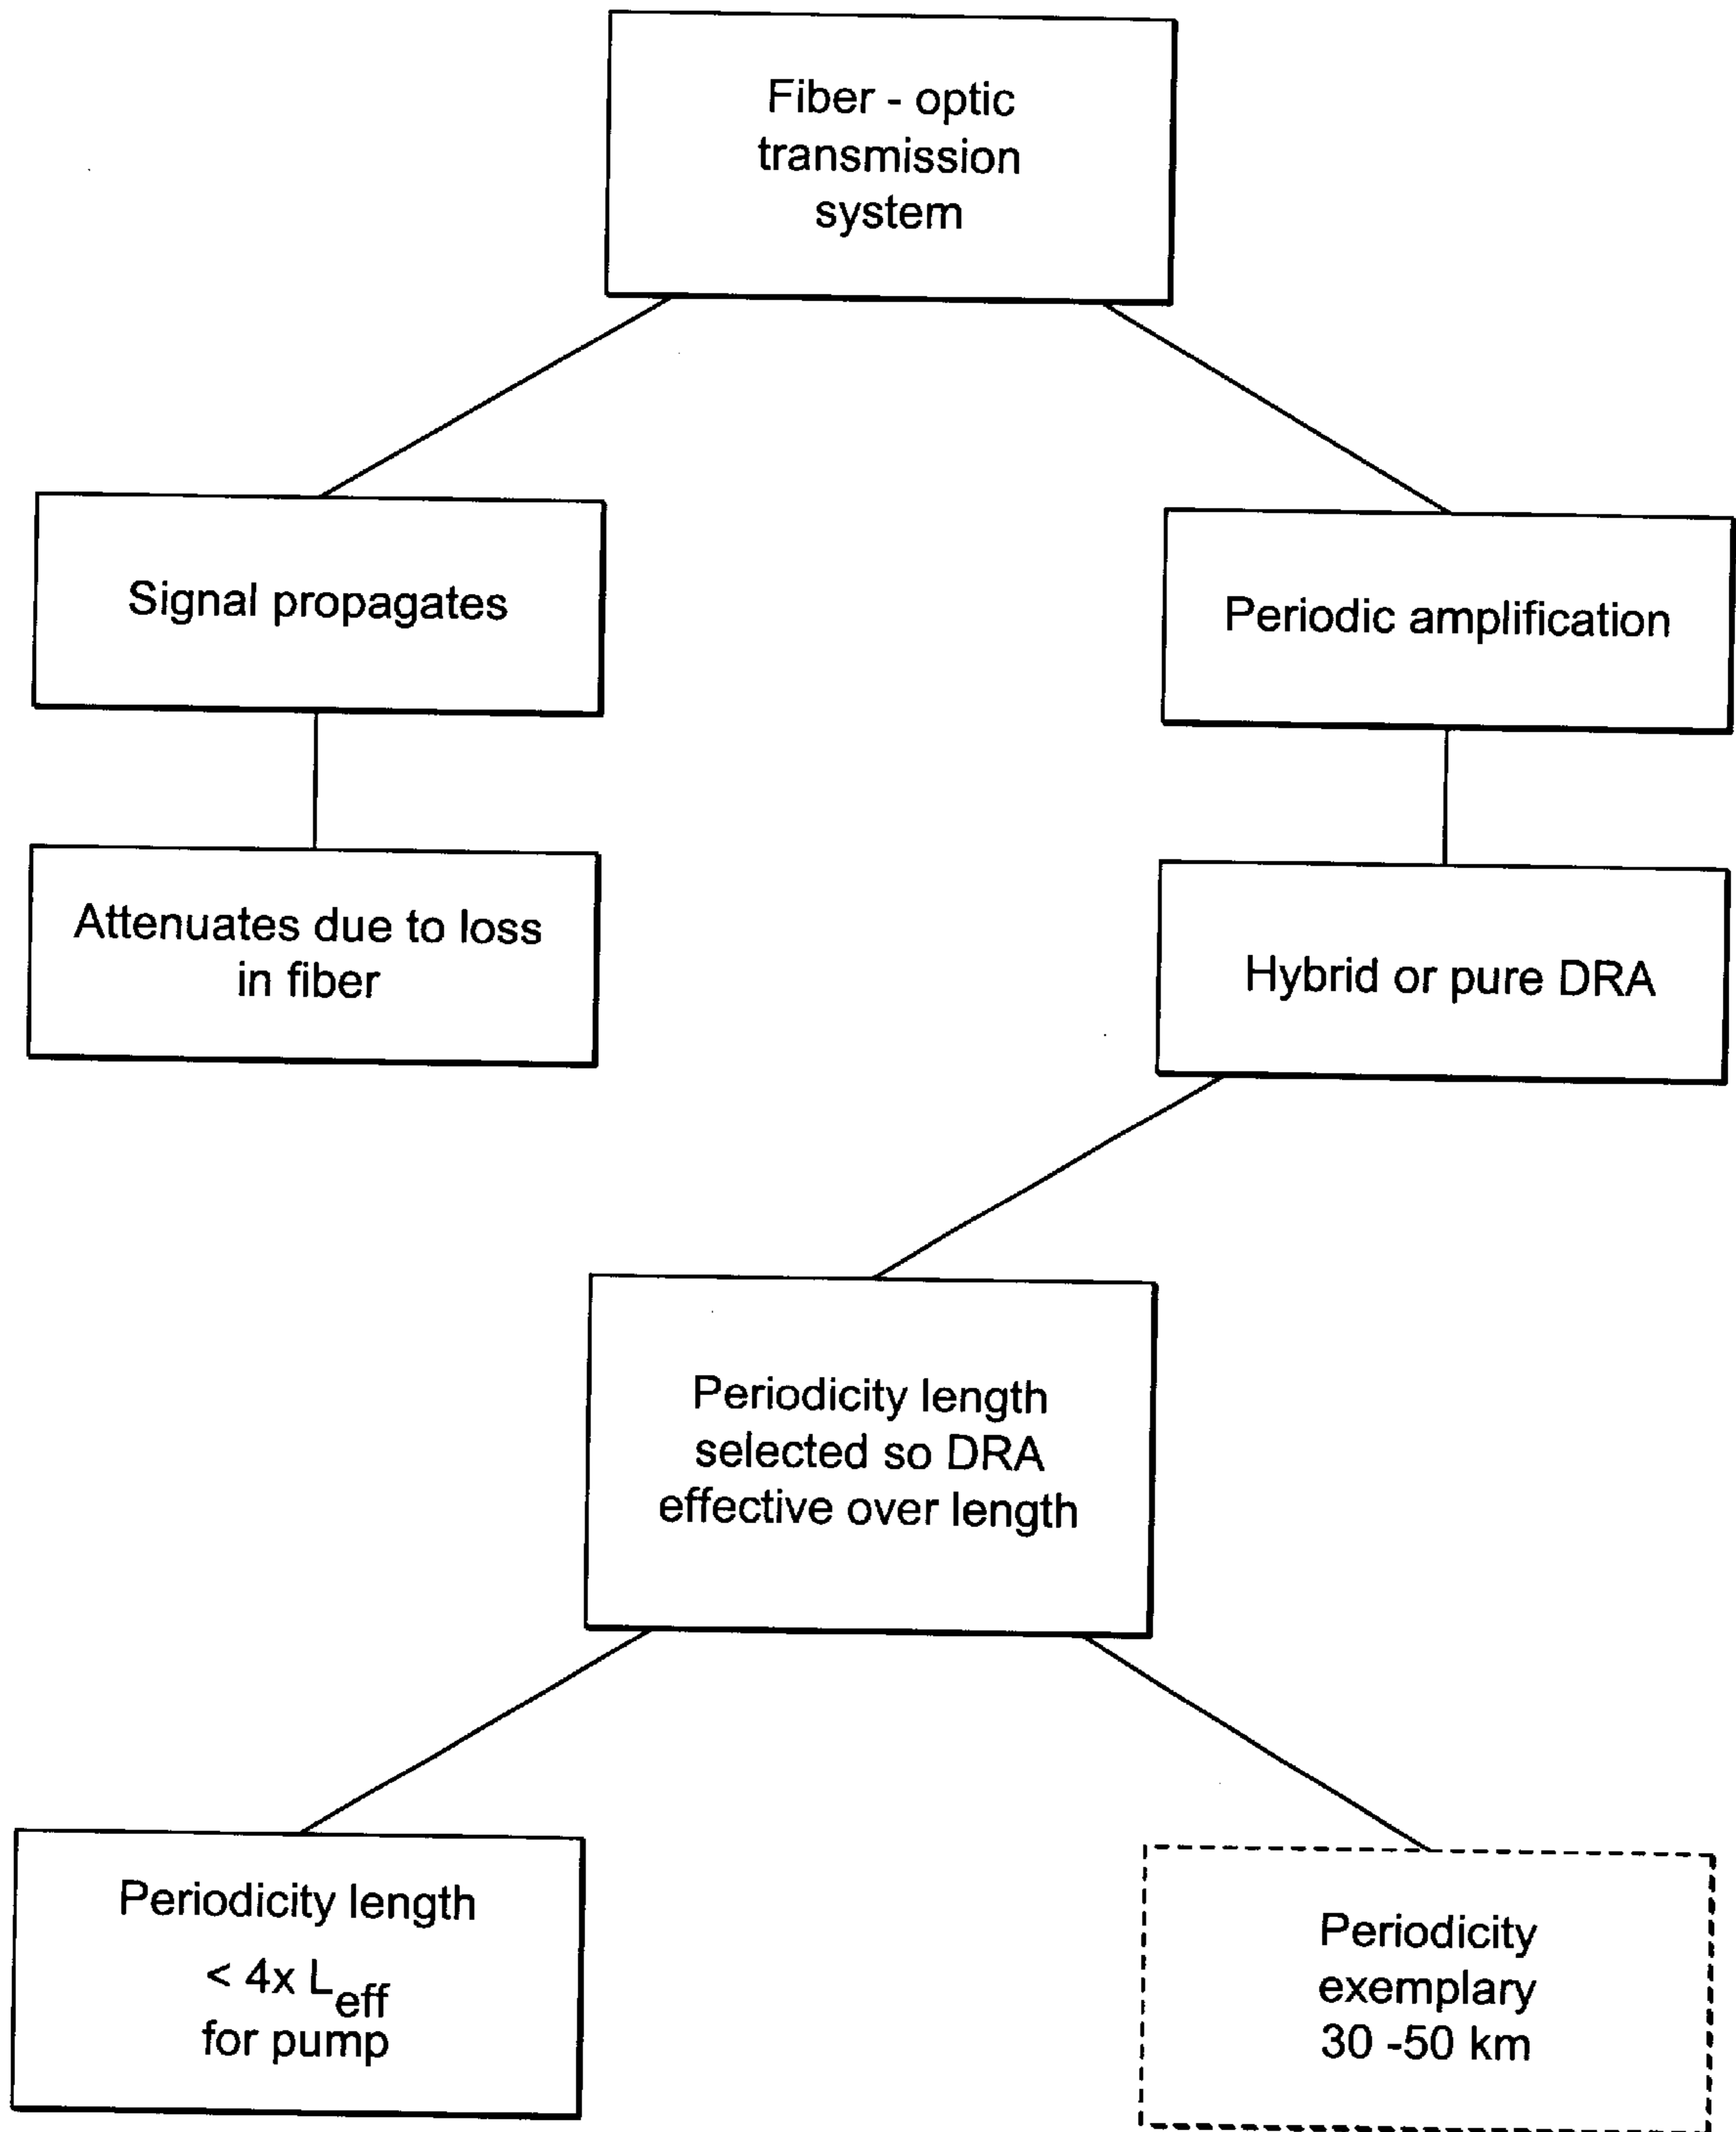 Fiber - optic
transmission
system
Signal propagates
Periodic amplification
Attenuates due to loss
in fiber
Hybrid or pure DRA
Periodicity length
selected so DRA
effective over length
Periodicity length
< 4x Leff
for pump
Periodicity
exemplary
30 -50 km